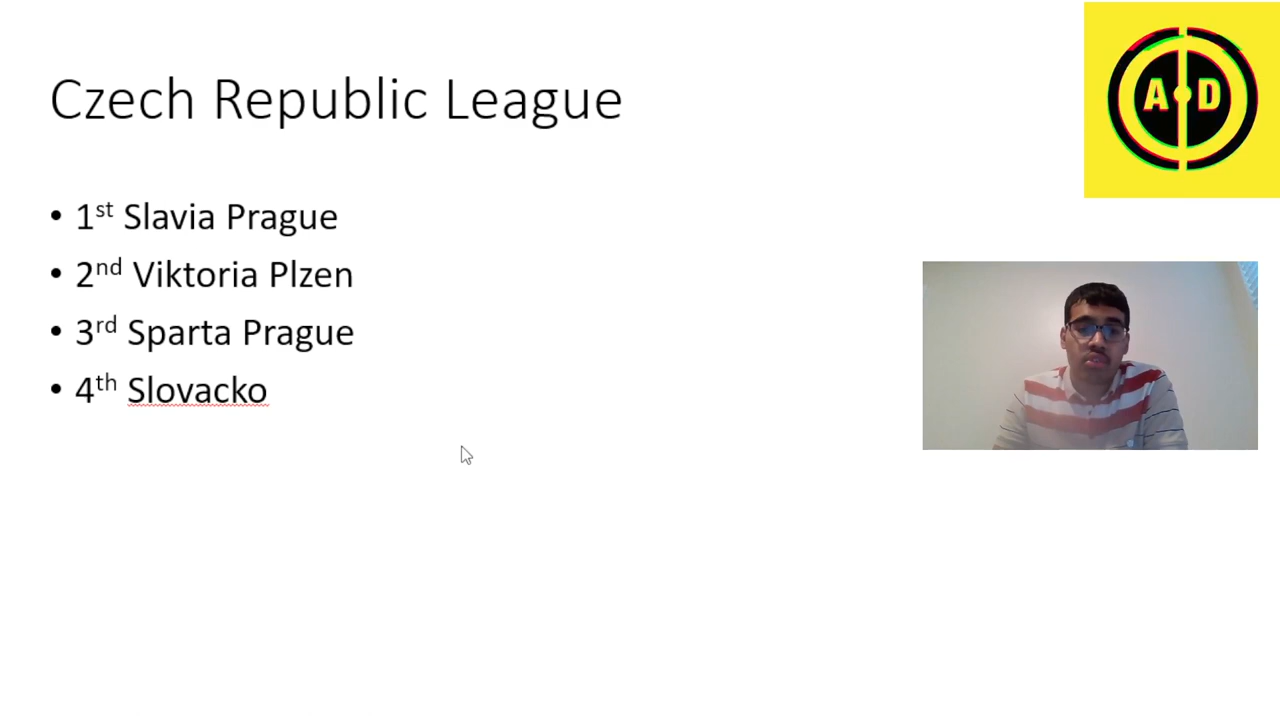 Czech Republic League
A D
• 1st Slavia Prague
• 2nd Viktoria Plzen
• 3rd Sparta Prague
• 4th Slovacko